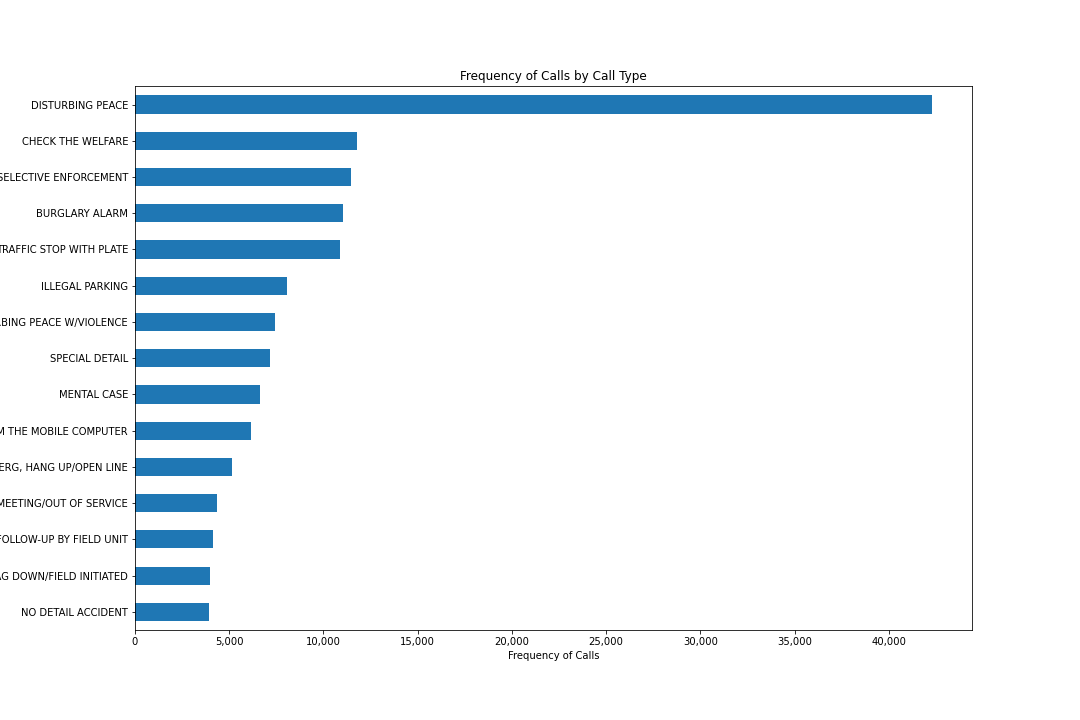 Frequency of Calls by Call Type
DISTURBING PEACE
CHECK THE WELFARE
SELECTIVE ENFORCEMENT
BURGLARY ALARM
TRAFFIC STOP WITH PLATE
ILLEGAL PARKING
BING PEACE W/VIOLENCE
SPECIAL DETAIL
MENTAL CASE
M THE MOBILE COMPUTER
ERG, HANG UP/OPEN LINE
MEETING/OUT OF SERVICE
FOLLOW-UP BY FIELD UNIT
AG DOWN/FIELD INITIATED
NO DETAIL ACCIDENT
0 5,000 10,000 15,000 20,000 25,000 30,000 35,000 40,000
Frequency of Calls